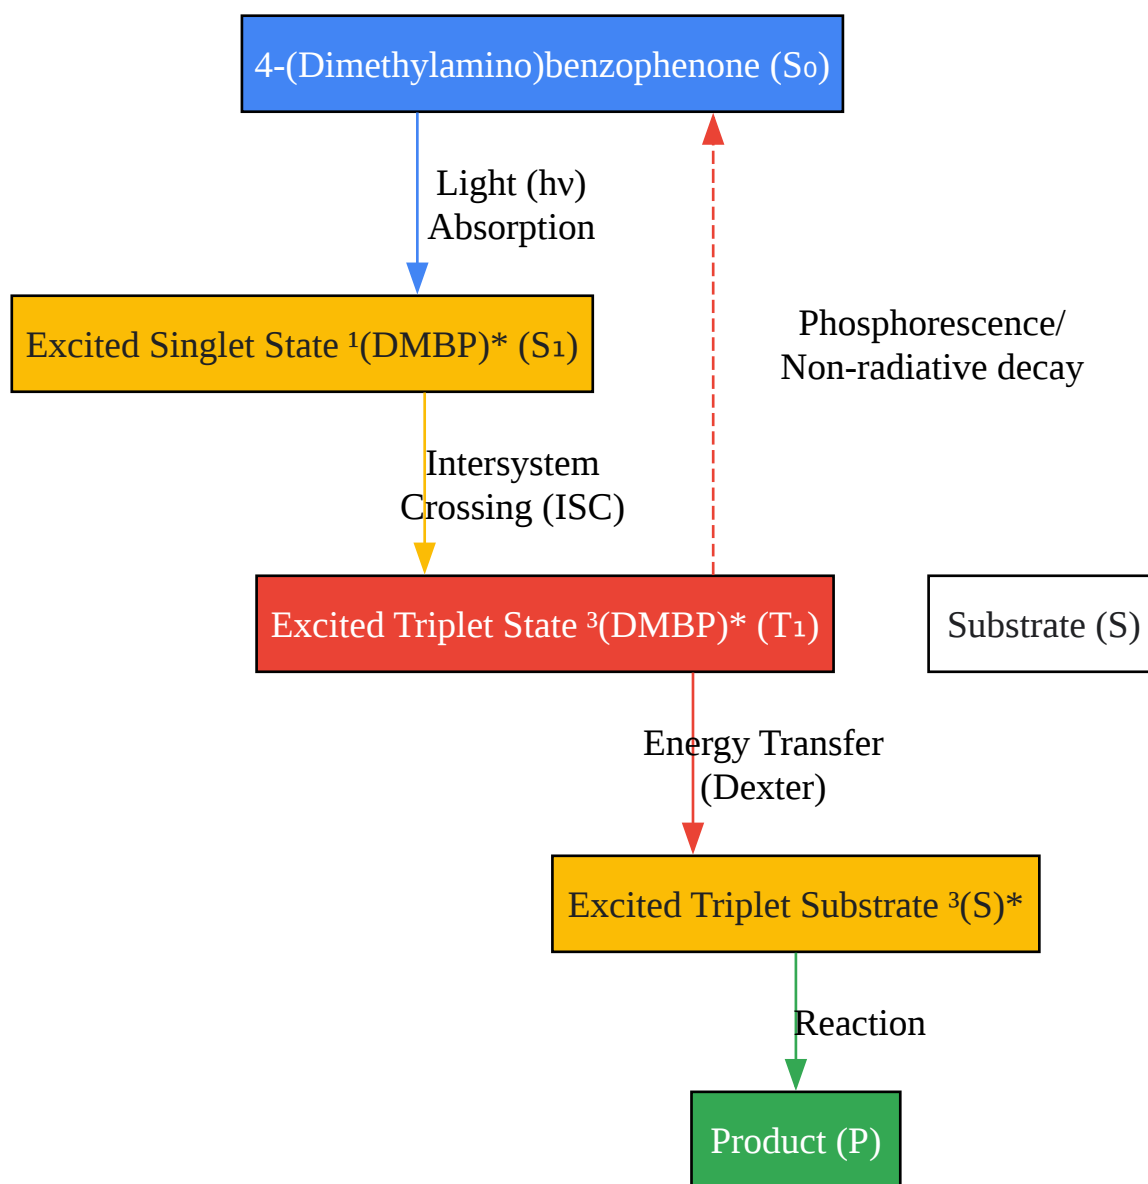 4-(Dimethylamino)benzophenone (S₀)
Light (hν)
Absorption
Excited Singlet State ¹(DMBP)* (S₁)
Phosphorescence/
Non-radiative decay
Intersystem
Crossing (ISC)
Excited Triplet State ³(DMBP)* (T₁)
Substrate (S)
Energy Transfer
(Dexter)
Excited Triplet Substrate ³(S)*
Reaction
Product (P)